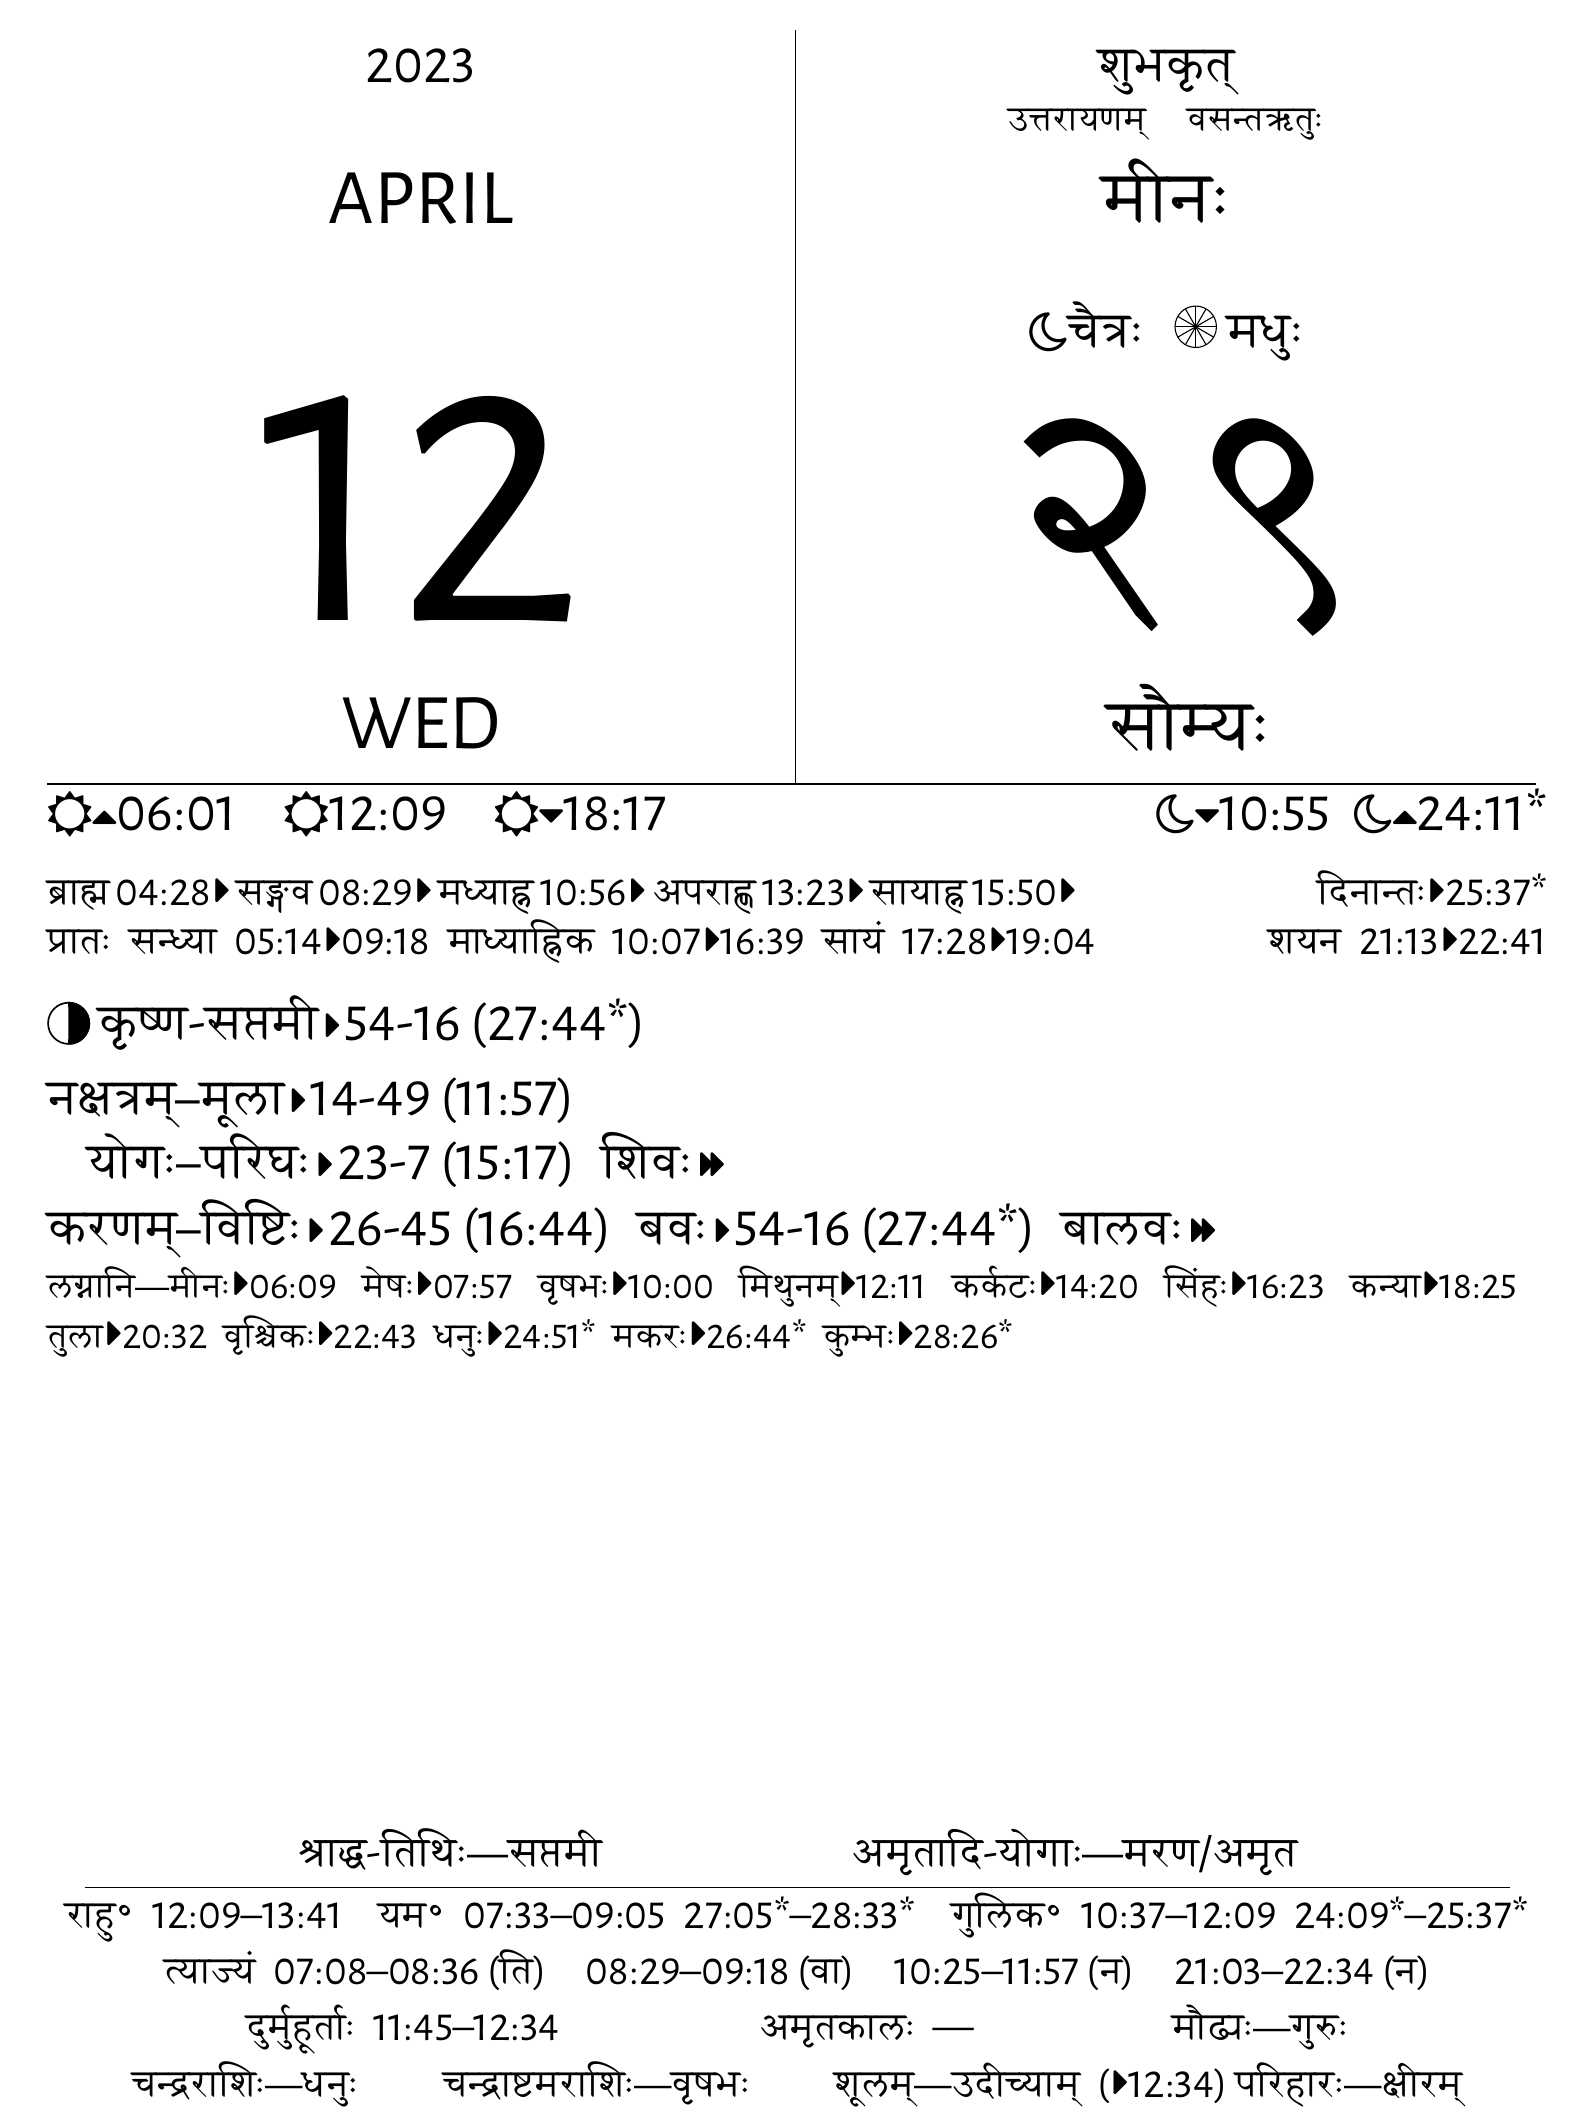 2023
APRIL
12
WED
शुभकृत्
उत्तरायणम् वसन्तऋतुः
मीनः
चैत्रः मधुः
२९
सौम्यः
06:01 12:09 18:17 10:55 24:11*
ब्राह्म 04:28 सङ्गव 08:29 मध्याह्न 10:56 अपराह्ण 13:23 सायाह्न 15:50 दिनान्तः 25:37*
प्रातः सन्ध्या 05:14 09:18 माध्याह्निक 10:07 16:39 सायं 17:28 19:04 शयन 21:13 22:41
कृष्ण-सप्तमी 54-16 (27:44*)
नक्षत्रम्–मूला 14-49 (11:57)
योगः–परिघः 23-7 (15:17) शिवः
करणम्–विष्टिः 26-45 (16:44) बवः 54-16 (27:44*) बालवः
लग्नानि—मीनः 06:09 मेषः 07:57 वृषभः 10:00 मिथुनम् 12:11 कर्कटः 14:20 सिंहः 16:23 कन्या 18:25
तुला 20:32 वृश्चिकः 22:43 धनुः 24:51* मकरः 26:44* कुम्भः 28:26*
श्राद्ध-तिथिः—सप्तमी अमृतादि-योगाः—मरण/अमृत
राहु॰ 12:09–13:41 यम॰ 07:33–09:05 27:05*–28:33* गुलिक॰ 10:37–12:09 24:09*–25:37*
त्याज्यं 07:08–08:36 (ति) 08:29–09:18 (वा) 10:25–11:57 (न) 21:03–22:34 (न)
दुर्मुहूर्ताः 11:45–12:34 अमृतकालः — मौढ्यः—गुरुः
चन्द्रराशिः—धनुः चन्द्राष्टमराशिः—वृषभः शूलम्—उदीच्याम् (12:34) परिहारः—क्षीरम्